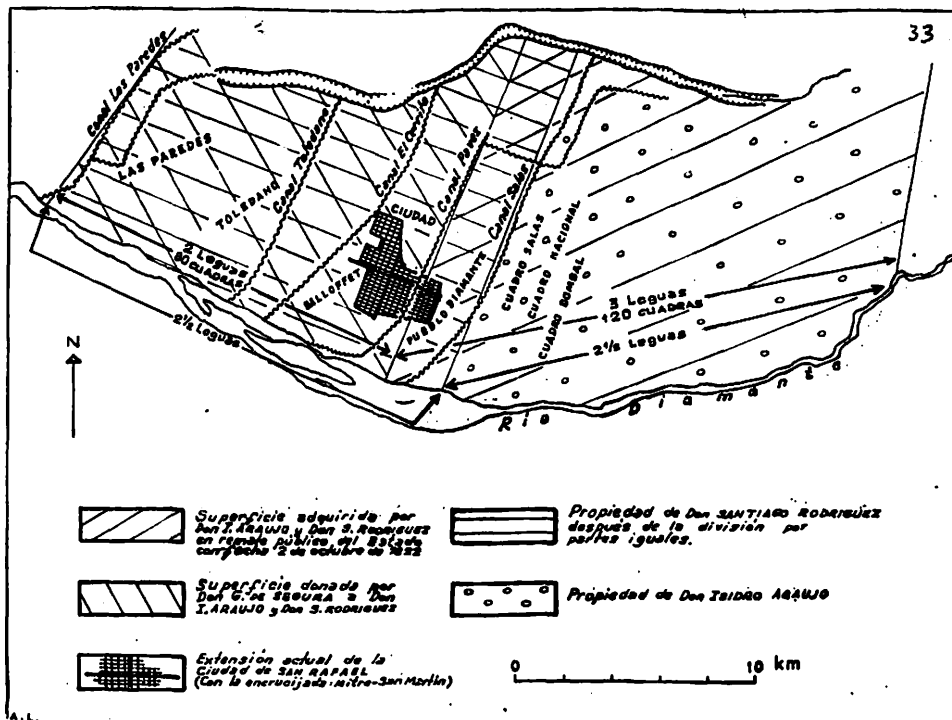 33
Canal Las Paredes
LAS PAREDES
TOLEDANO
Canal Toledano
Canal El Cerrito
CIUDAD
Canal Pavez
Canal Salas
BALLOFFET
PUEBLO DIAMANTE
CUADRO SALAS
CUADRO NACIONAL
CUADRO BOMBAL
2 Leguas
80 CUADRAS
2½ Leguas
3 Leguas
120 CUADRAS
2½ Leguas
N
Río Diamante
Superficie adquirida por
Don I. ARAUJO y Don S. RODRIGUEZ
en remate público del Estado
con fecha 2 de octubre de 1822
Propiedad de Don SANTIAGO RODRIGUEZ
después de la división por
partes iguales.
Superficie donada por
Don G. DE SEGURA a Don
I. ARAUJO y Don S. RODRIGUEZ
Propiedad de Don ISIDRO ARAUJO
Extensión actual de la
Ciudad de SAN RAFAEL
(Con la encrucijada: Mitre-San Martín)
0 10 km